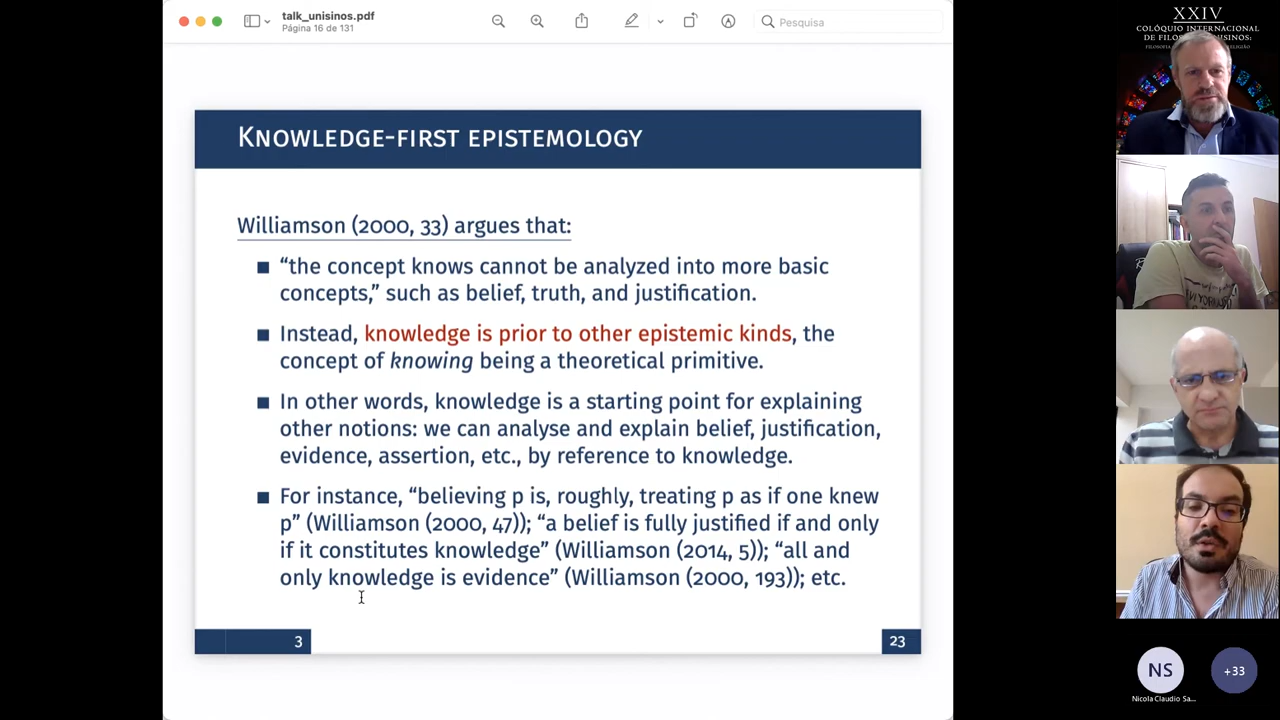 talk_unisinos.pdf
Página 16 de 131
Pesquisa
KNOWLEDGE-FIRST EPISTEMOLOGY
Williamson (2000, 33) argues that:
■ “the concept knows cannot be analyzed into more basic
concepts,” such as belief, truth, and justification.
■ Instead, knowledge is prior to other epistemic kinds, the
concept of knowing being a theoretical primitive.
■ In other words, knowledge is a starting point for explaining
other notions: we can analyse and explain belief, justification,
evidence, assertion, etc., by reference to knowledge.
■ For instance, “believing p is, roughly, treating p as if one knew
p” (Williamson (2000, 47)); “a belief is fully justified if and only
if it constitutes knowledge” (Williamson (2014, 5)); “all and
only knowledge is evidence” (Williamson (2000, 193)); etc.
3
23
XXIV
COLÓQUIO INTERNACIONAL
DE FILOSOFIA UNISINOS:
NS
+33
Nicola Claudio Sa...